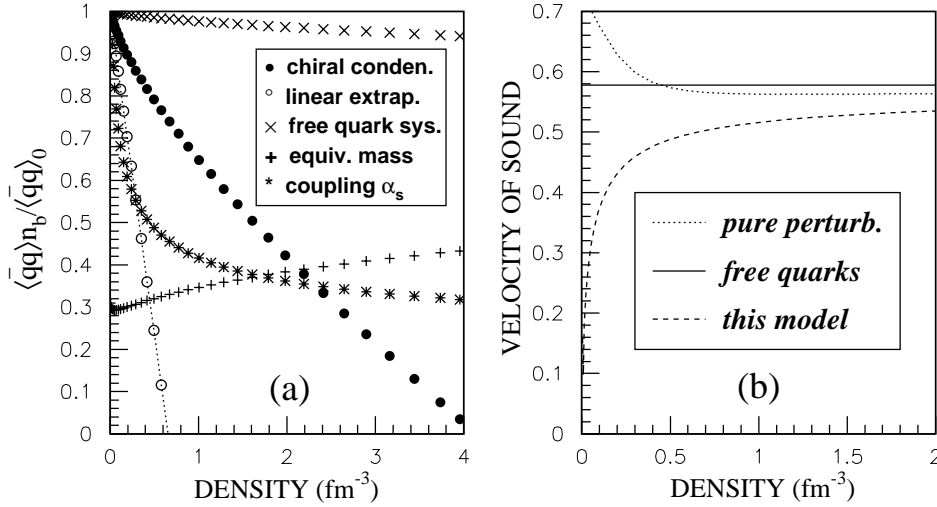 ⟨q̄q⟩n_b/⟨q̄q⟩_0
1
0.9
0.8
0.7
0.6
0.5
0.4
0.3
0.2
0.1
0
chiral conden.
linear extrap.
free quark sys.
equiv. mass
coupling α_s
(a)
0 1 2 3 4
DENSITY (fm^-3)
VELOCITY OF SOUND
0.7
0.6
0.5
0.4
0.3
0.2
0.1
0
pure perturb.
free quarks
this model
(b)
0 0.5 1 1.5 2
DENSITY (fm^-3)